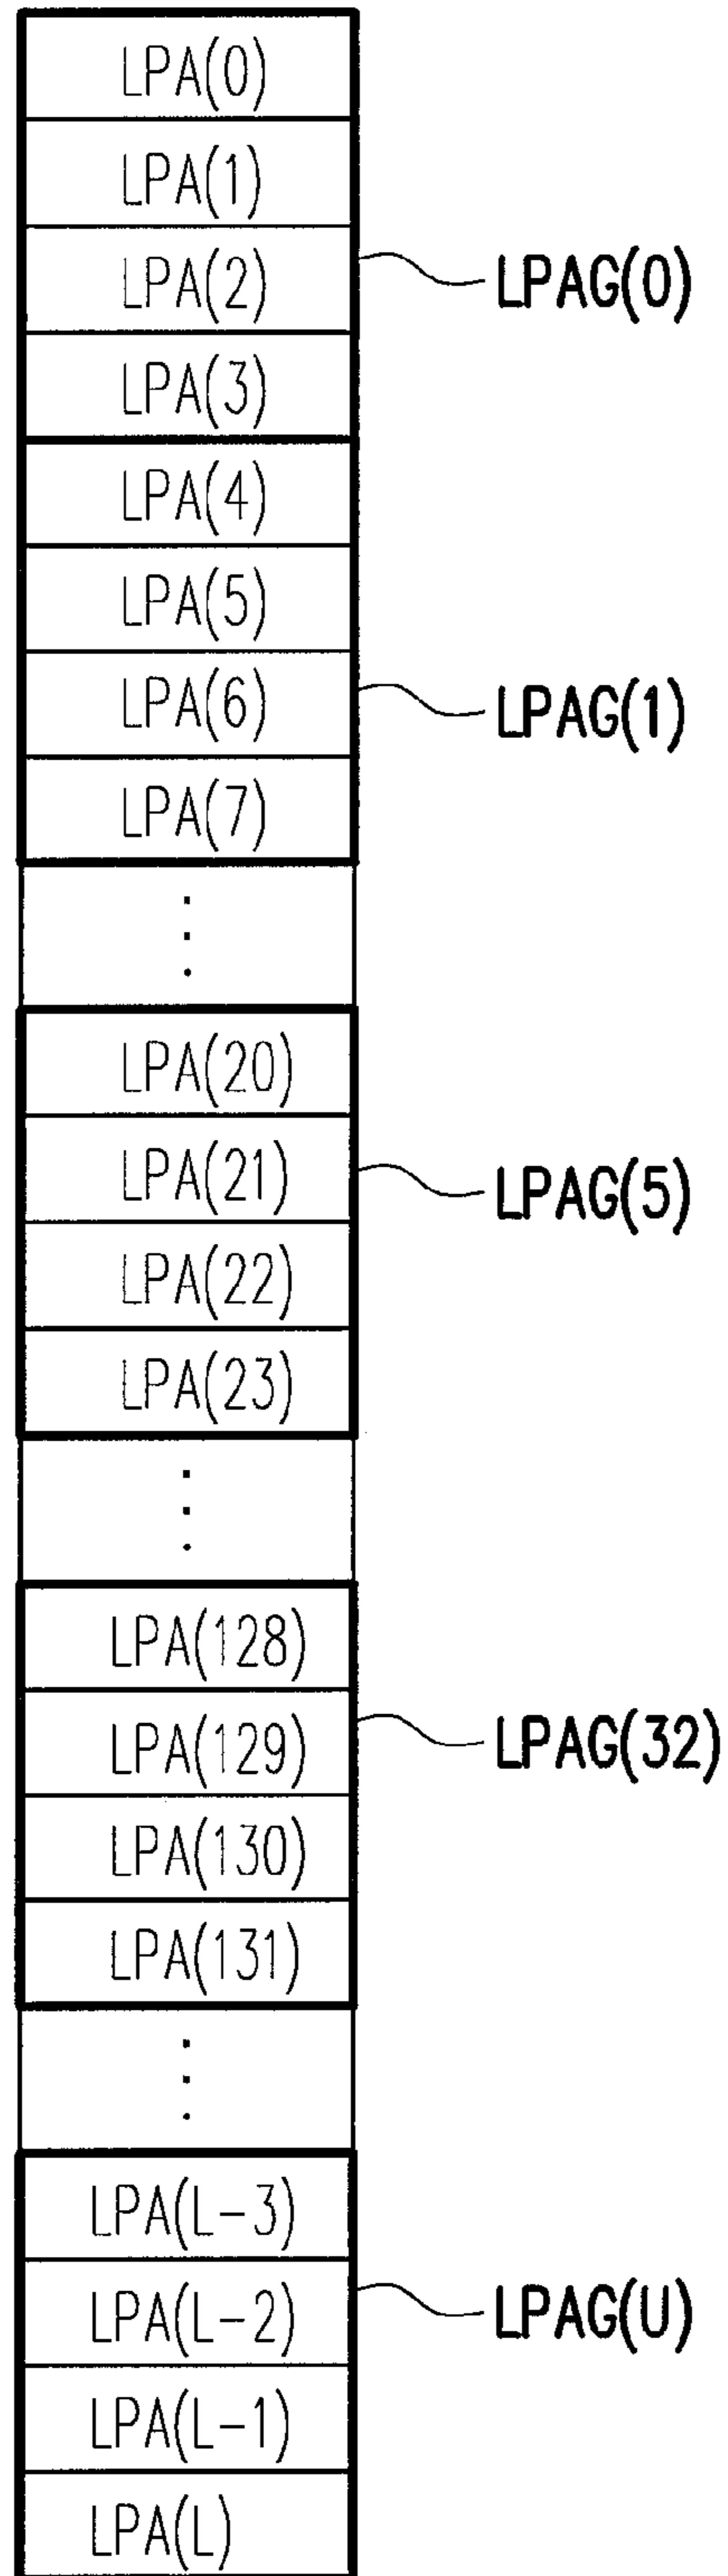 LPA(0)
LPA(1)
LPA(2)
LPAG(0)
LPA(3)
LPA(4)
LPA(5)
LPA(6)
LPAG(1)
LPA(7)
LPA(20)
LPA(21)
LPAG(5)
LPA(22)
LPA(23)
LPA(128)
LPA(129)
LPAG(32)
LPA(130)
LPA(131)
LPA(L-3)
LPA(L-2)
LPAG(U)
LPA(L-1)
LPA(L)